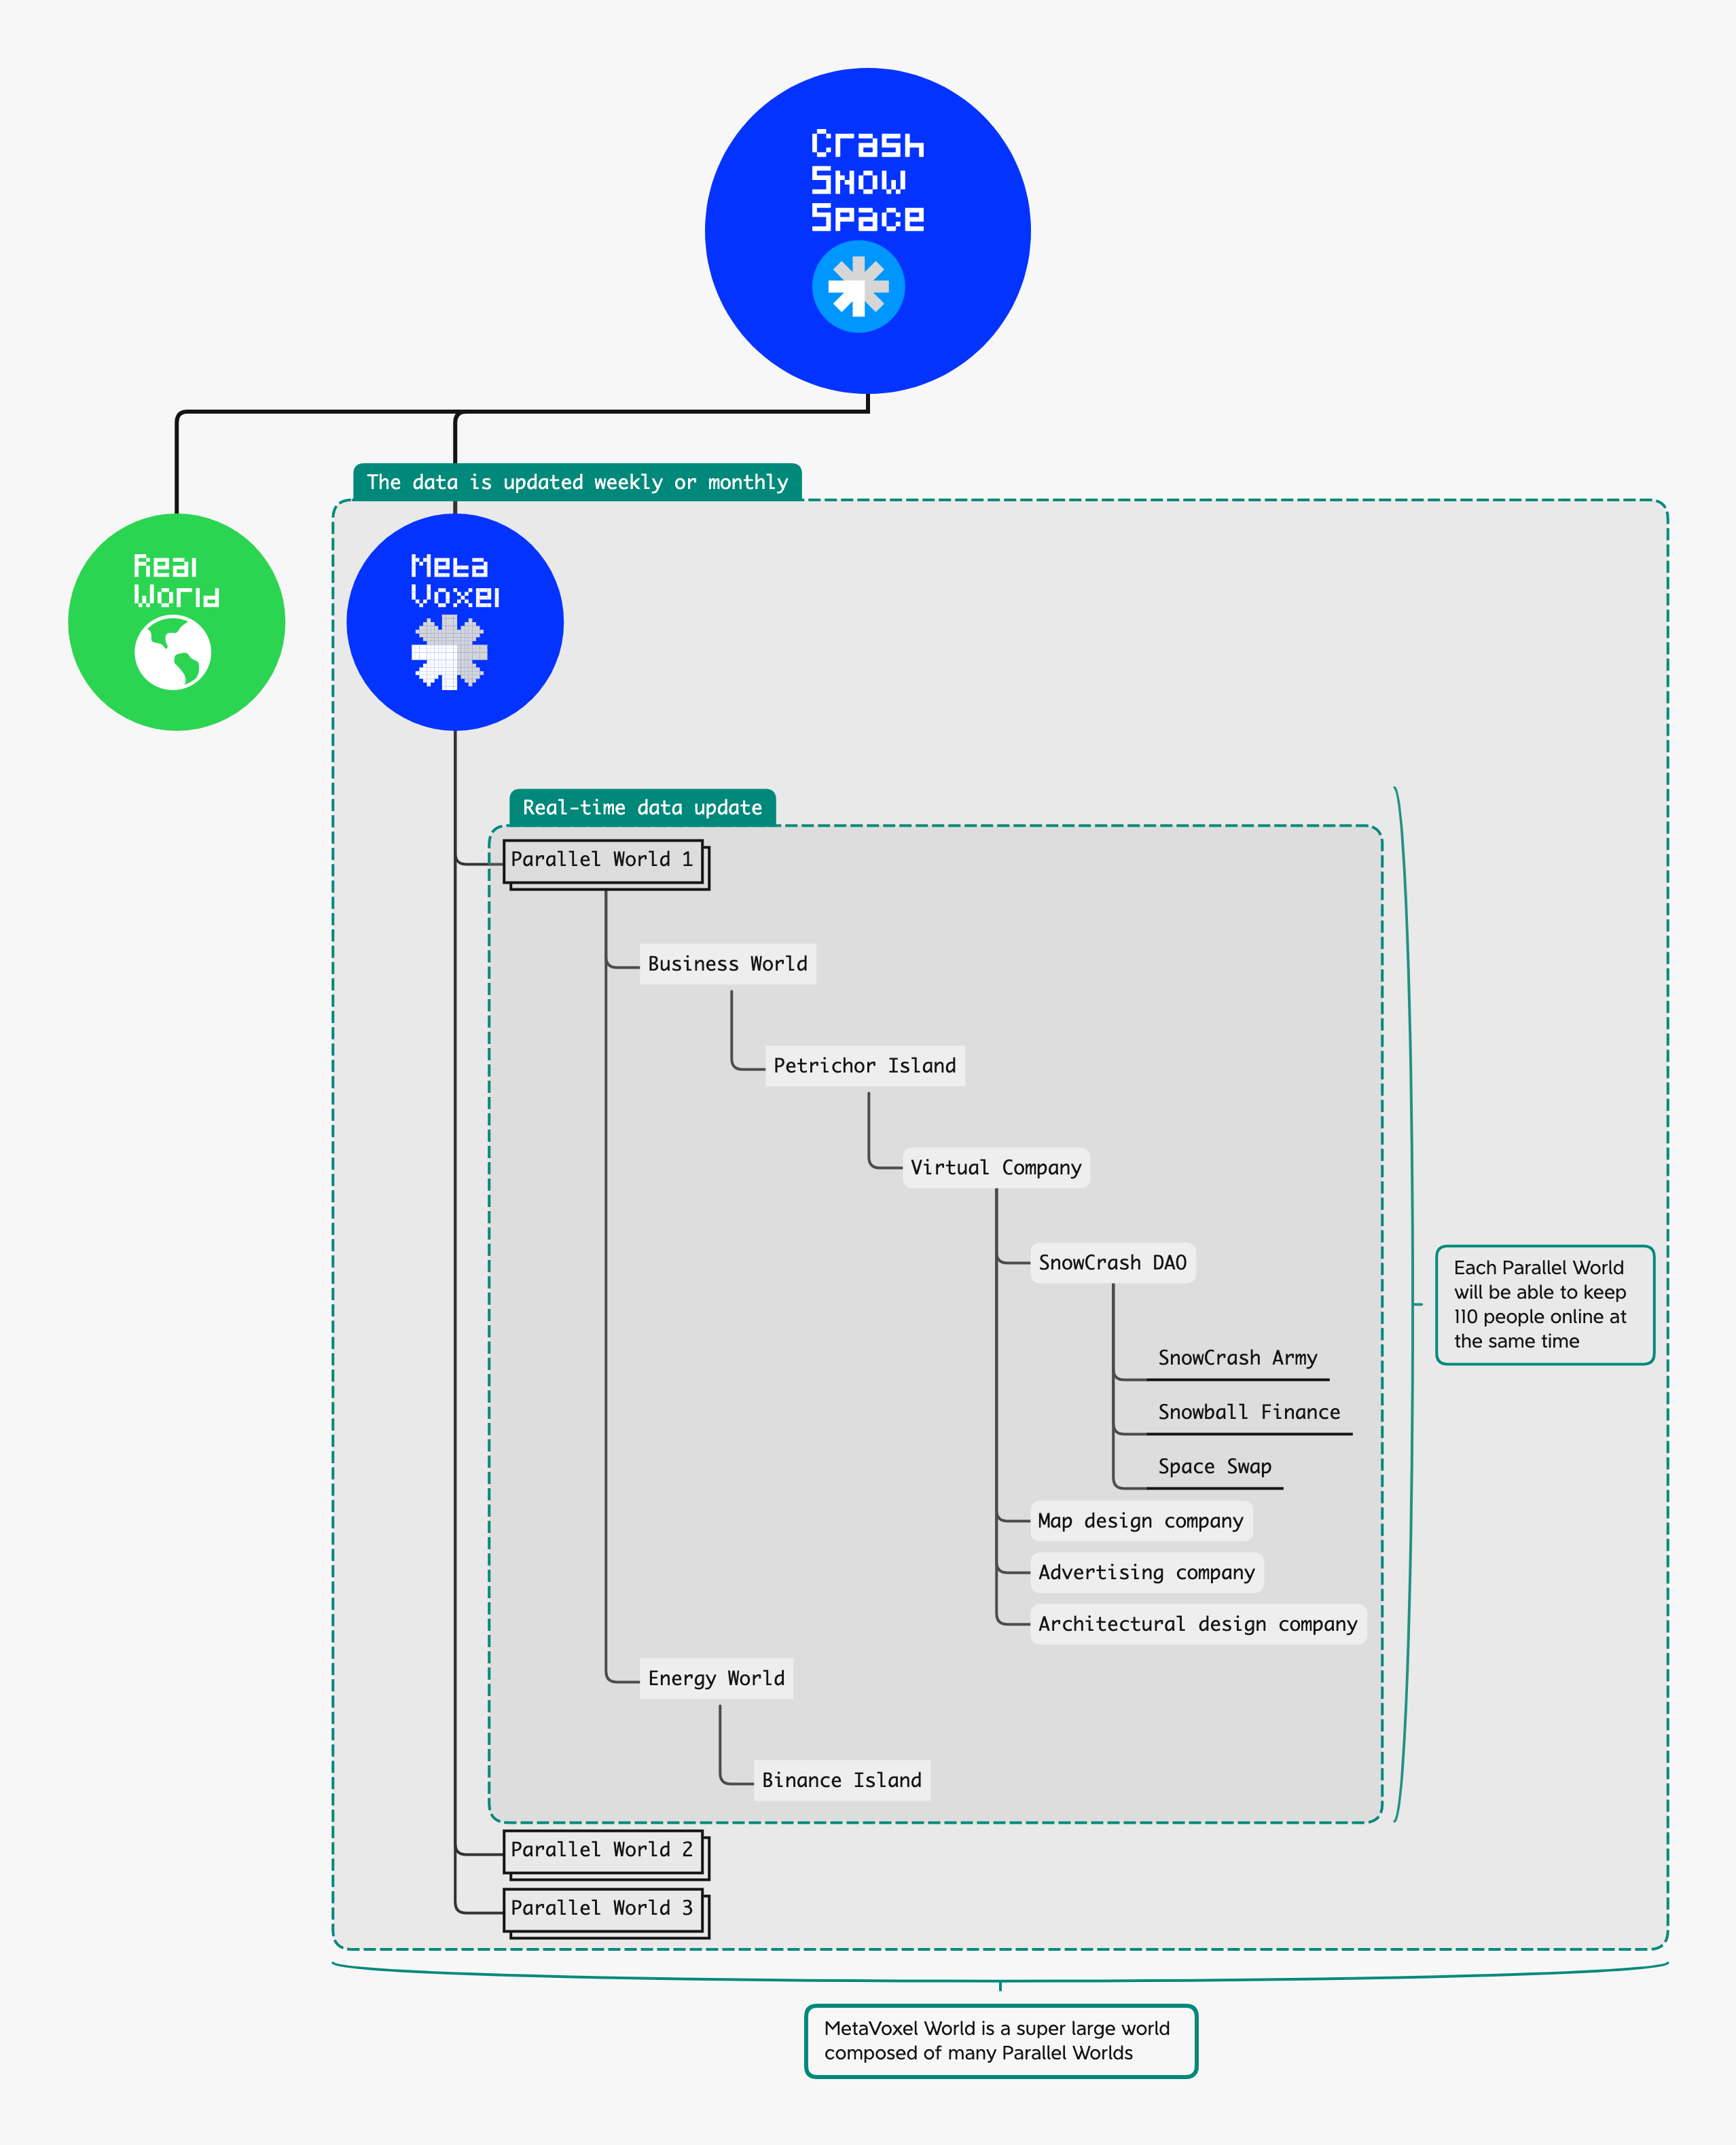 Crash
Snow
Space
The data is updated weekly or monthly
Real
World
Meta
Voxel
Real-time data update
Parallel World 1
Business World
Petrichor Island
Virtual Company
SnowCrash DAO
Each Parallel World
will be able to keep
110 people online at
the same time
SnowCrash Army
Snowball Finance
Space Swap
Map design company
Advertising company
Architectural design company
Energy World
Binance Island
Parallel World 2
Parallel World 3
MetaVoxel World is a super large world
composed of many Parallel Worlds